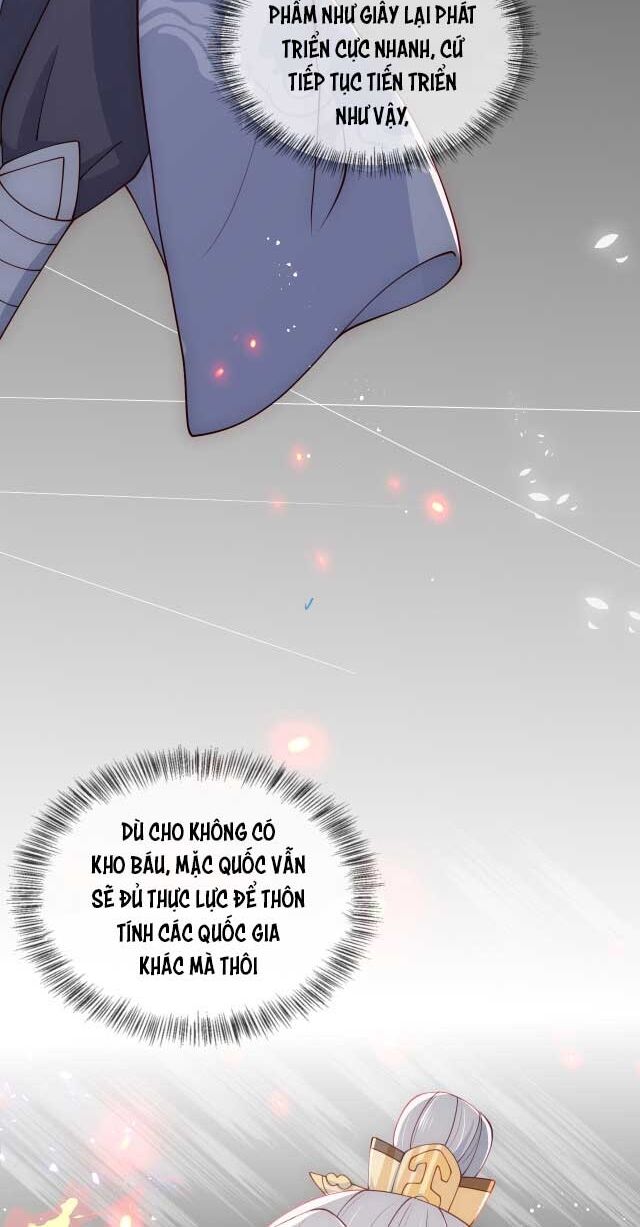 PHẨM NHƯ GIẤY LẠI PHÁT
TRIỂN CỰC NHANH, CỨ
TIẾP TỤC TIẾN TRIỂN
NHƯ VẬY,
DÙ CHO KHÔNG CÓ
KHO BÁU, MẶC QUỐC VẪN
SẼ ĐỦ THỰC LỰC ĐỂ THÔN
TÍNH CÁC QUỐC GIA
KHÁC MÀ THÔI